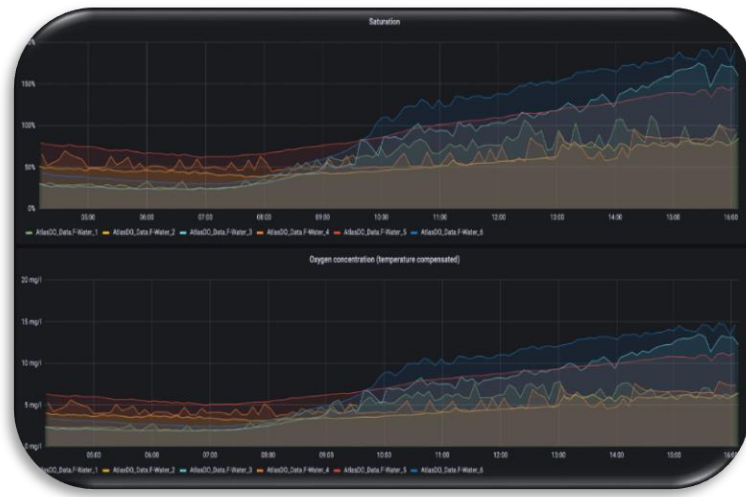 Saturation
150%
100%
50%
0%
05:00 06:00 07:00 08:00 09:00 10:00 11:00 12:00 13:00 14:00 15:00 16:00
AtlasDO_Data.F-Water_1 AtlasDO_Data.F-Water_2 AtlasDO_Data.F-Water_3 AtlasDO_Data.F-Water_4 AtlasDO_Data.F-Water_5 AtlasDO_Data.F-Water_6
Oxygen concentration (temperature compensated)
20 mg/l
15 mg/l
10 mg/l
5 mg/l
0 mg/l
05:00 06:00 07:00 08:00 09:00 10:00 11:00 12:00 13:00 14:00 15:00 16:00
AtlasDO_Data.F-Water_2 AtlasDO_Data.F-Water_3 AtlasDO_Data.F-Water_4 AtlasDO_Data.F-Water_5 AtlasDO_Data.F-Water_6